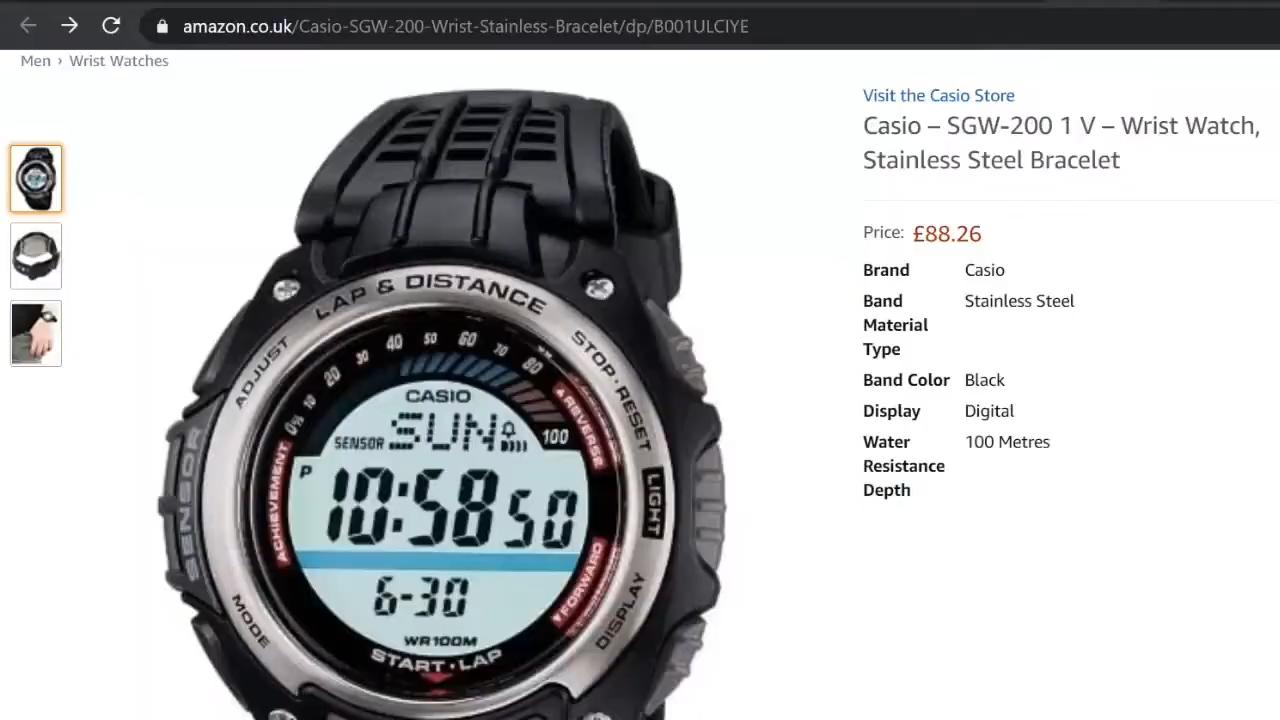 amazon.co.uk/Casio-SGW-200-Wrist-Stainless-Bracelet/dp/B001ULCIYE
Men › Wrist Watches
Visit the Casio Store
Casio – SGW-200 1 V – Wrist Watch,
Stainless Steel Bracelet
Price: £88.26
Brand Casio
Band Material Type Stainless Steel
Band Color Black
Display Digital
Water Resistance Depth 100 Metres
LAP & DISTANCE
ADJUST
STOP·RESET
0% 10 20 30 40 50 60 70 80
100
CASIO
SENSOR SUN
P 10:58 50
6-30
WR100M
START·LAP
ACHIEVEMENT
▲REVERSE
▼FORWARD
SENSOR
LIGHT
MODE
DISPLAY